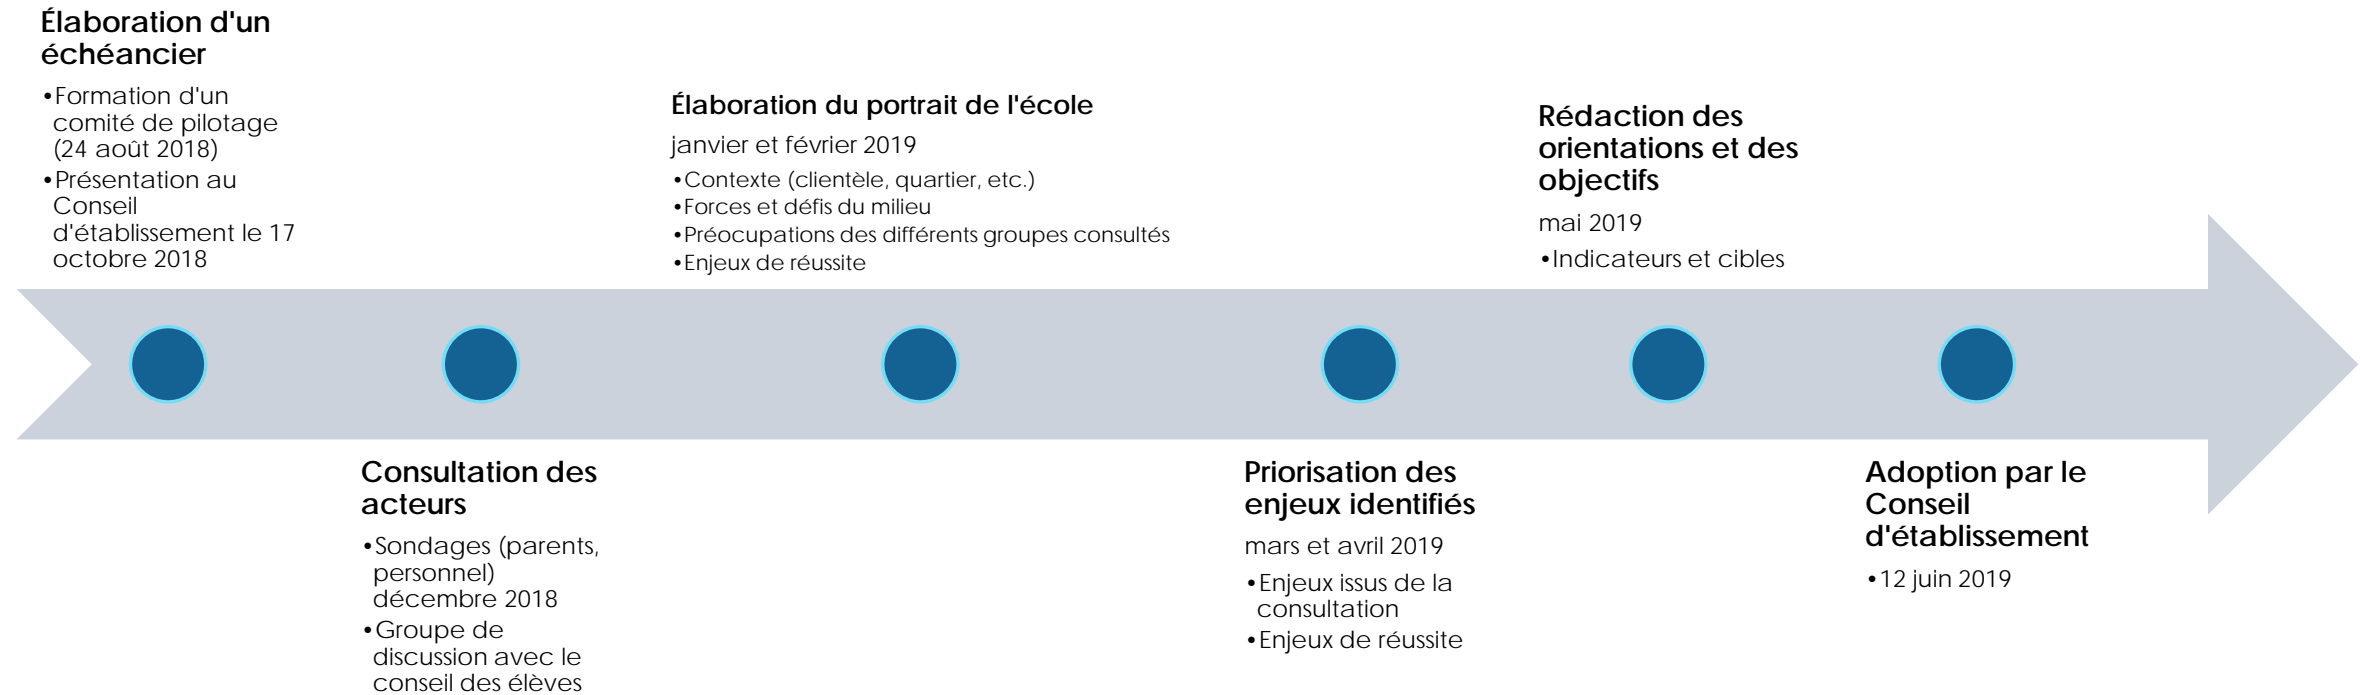 Élaboration d'un
échéancier
•Formation d'un
comité de pilotage
(24 août 2018)
•Présentation au
Conseil
d'établissement le 17
octobre 2018
Consultation des
acteurs
•Sondages (parents,
personnel)
décembre 2018
•Groupe de
discussion avec le
conseil des élèves
Élaboration du portrait de l'école
janvier et février 2019
•Contexte (clientèle, quartier, etc.)
•Forces et défis du milieu
•Préocupations des différents groupes consultés
•Enjeux de réussite
Priorisation des
enjeux identifiés
mars et avril 2019
•Enjeux issus de la
consultation
•Enjeux de réussite
Rédaction des
orientations et des
objectifs
mai 2019
•Indicateurs et cibles
Adoption par le
Conseil
d'établissement
•12 juin 2019